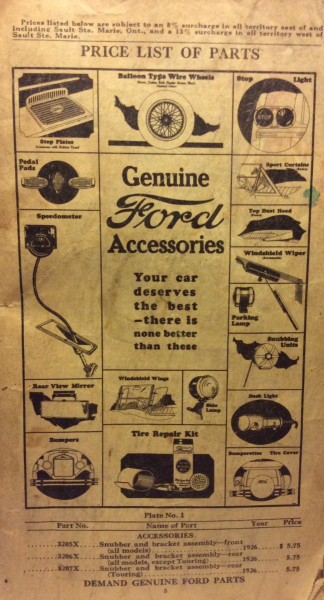 Prices listed below are subject to an 8% surcharge in all territory east of and
including Sault Ste. Marie, Ont., and a 13% surcharge in all territory west of
Sault Ste. Marie.
PRICE LIST OF PARTS
Step Plates
Balloon Type Wire Wheels
Stop Light
Pedal
Pads
Sport Curtains
Top Dust Hood
Speedometer
Genuine
Ford
Accessories
Windshield Wiper
Your car
deserves
the best
—there is
none better
than these
Parking
Lamp
Snubbing
Units
Rear View Mirror
Windshield Wings
Side
Lamp
Dash Light
Bumpers
Tire Repair Kit
Bumperettes Tire Cover
Plate No. 1
Part No. Name of Part Year Price
ACCESSORIES
3205X Snubber and bracket assembly—front
(all models) 1926 $ 5.75
3206X Snubber and bracket assembly—rear
(all models, except Touring) 1926 5.75
3207X Snubber and bracket assembly—rear
(Touring) 1926 5.75
DEMAND GENUINE FORD PARTS